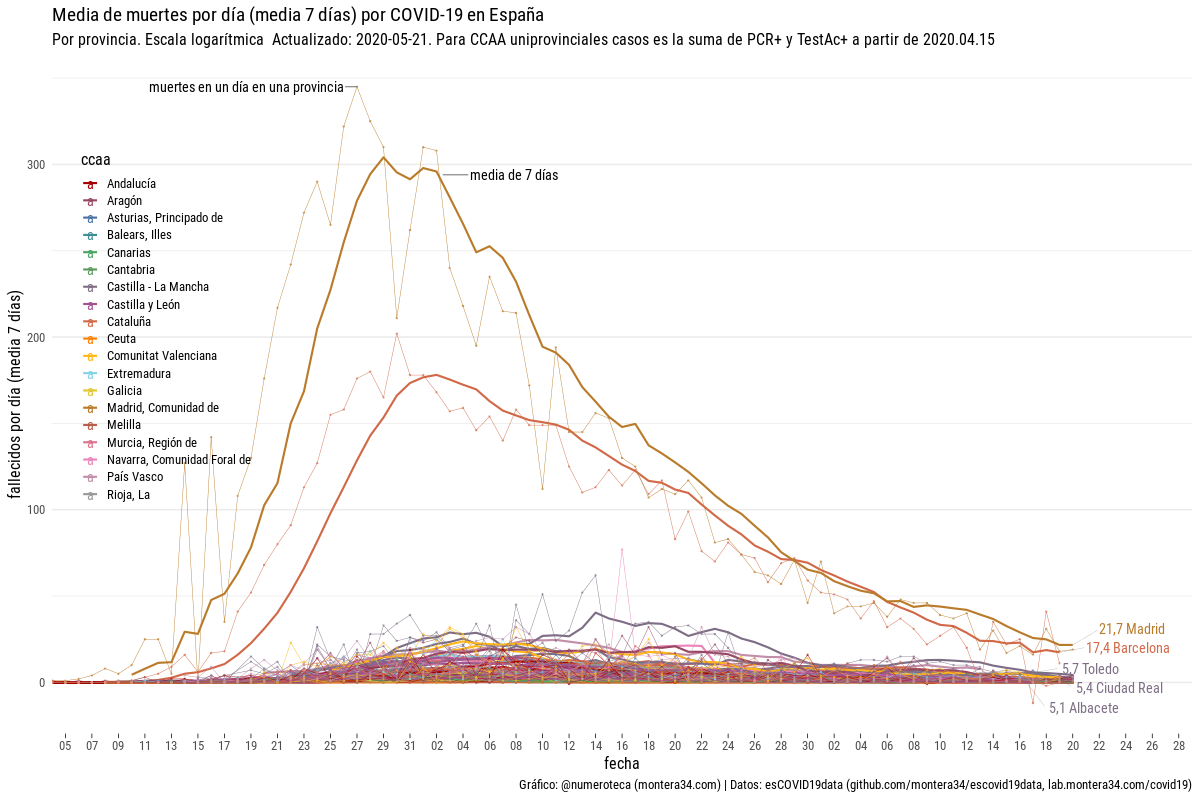 Media de muertes por día (media 7 días) por COVID-19 en España
Por provincia. Escala logarítmica  Actualizado: 2020-05-21. Para CCAA uniprovinciales casos es la suma de PCR+ y TestAc+ a partir de 2020.04.15
muertes en un día en una provincia
media de 7 días
ccaa
Andalucía
Aragón
Asturias, Principado de
Balears, Illes
Canarias
Cantabria
Castilla - La Mancha
Castilla y León
Cataluña
Ceuta
Comunitat Valenciana
Extremadura
Galicia
Madrid, Comunidad de
Melilla
Murcia, Región de
Navarra, Comunidad Foral de
País Vasco
Rioja, La
fallecidos por día (media 7 días)
300
200
100
0
21,7 Madrid
17,4 Barcelona
5,7 Toledo
5,4 Ciudad Real
5,1 Albacete
05 07 09 11 13 15 17 19 21 23 25 27 29 31 02 04 06 08 10 12 14 16 18 20 22 24 26 28 30 02 04 06 08 10 12 14 16 18 20 22 24 26 28
fecha
Gráfico: @numeroteca (montera34.com) | Datos: esCOVID19data (github.com/montera34/escovid19data, lab.montera34.com/covid19)